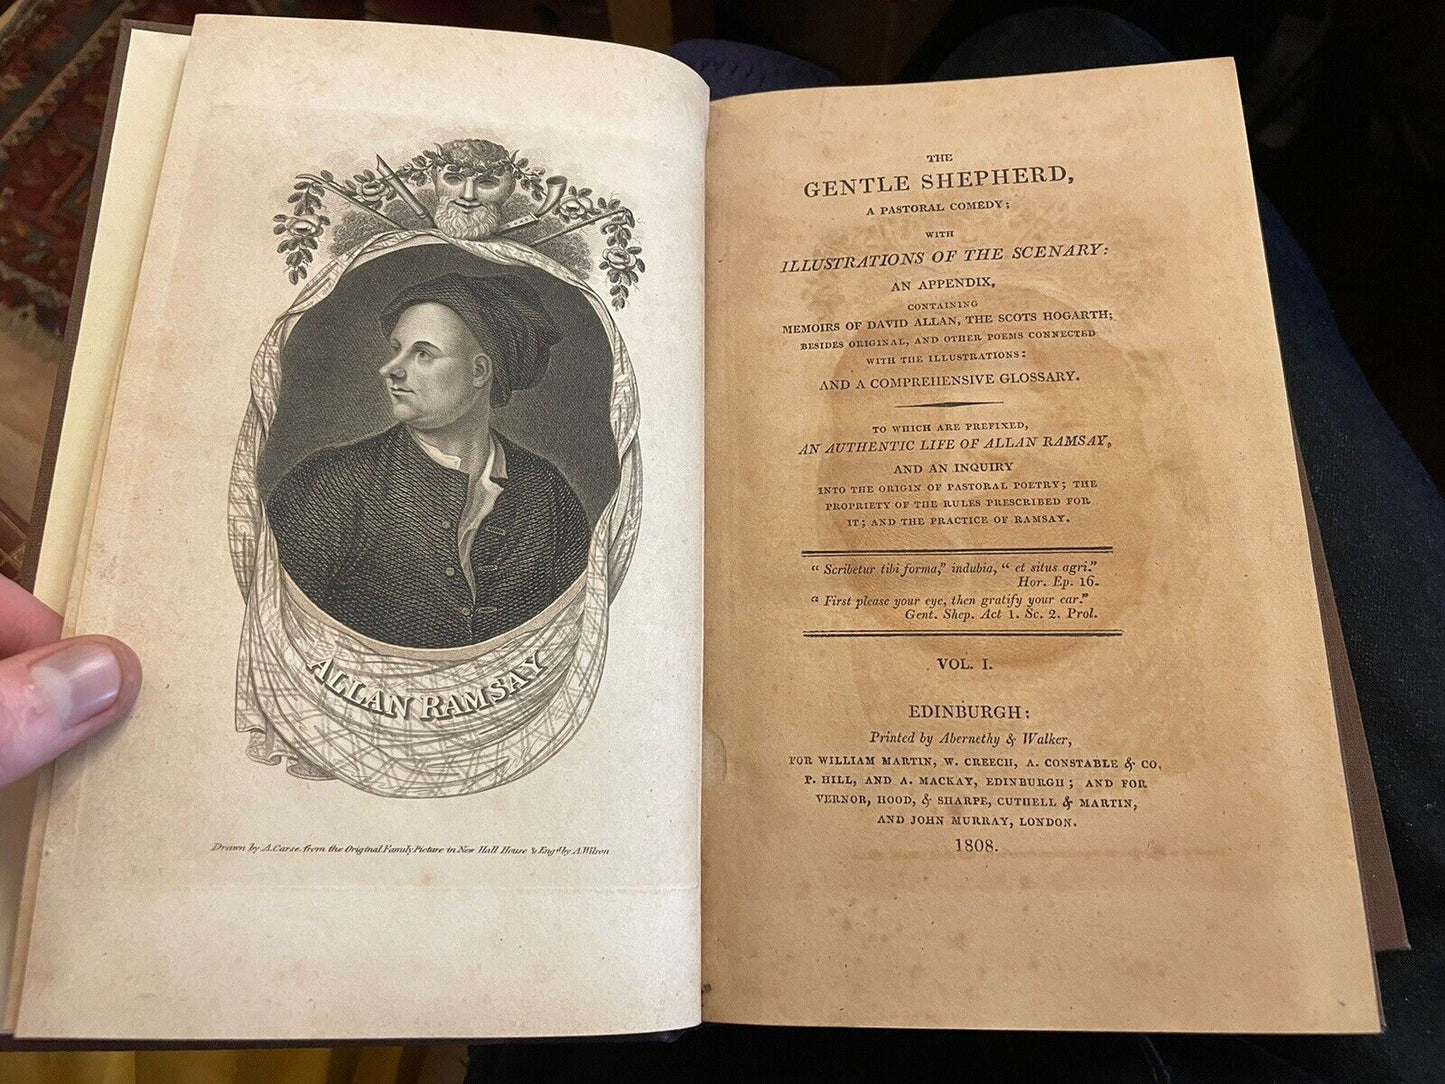 ALLAN RAMSAY
Drawn by A. Carse. from the Original Family Picture in New Hall House & Engd. by A. Wilson
THE
GENTLE SHEPHERD,
A PASTORAL COMEDY;
WITH
ILLUSTRATIONS OF THE SCENARY:
AN APPENDIX,
CONTAINING
MEMOIRS OF DAVID ALLAN, THE SCOTS HOGARTH;
BESIDES ORIGINAL, AND OTHER POEMS CONNECTED
WITH THE ILLUSTRATIONS:
AND A COMPREHENSIVE GLOSSARY.
TO WHICH ARE PREFIXED,
AN AUTHENTIC LIFE OF ALLAN RAMSAY,
AND AN INQUIRY
INTO THE ORIGIN OF PASTORAL POETRY; THE
PROPRIETY OF THE RULES PRESCRIBED FOR
IT; AND THE PRACTICE OF RAMSAY.
“ Scribetur tibi forma,” indubia, “ et situs agri.”
Hor. Ep. 16.
“ First please your eye, then gratify your ear.”
Gent. Shep. Act 1. Sc. 2. Prol.
VOL. I.
EDINBURGH:
Printed by Abernethy & Walker,
FOR WILLIAM MARTIN, W. CREECH, A. CONSTABLE & CO.
P. HILL, AND A. MACKAY, EDINBURGH; AND FOR
VERNOR, HOOD, & SHARPE, CUTHELL & MARTIN,
AND JOHN MURRAY, LONDON.
1808.